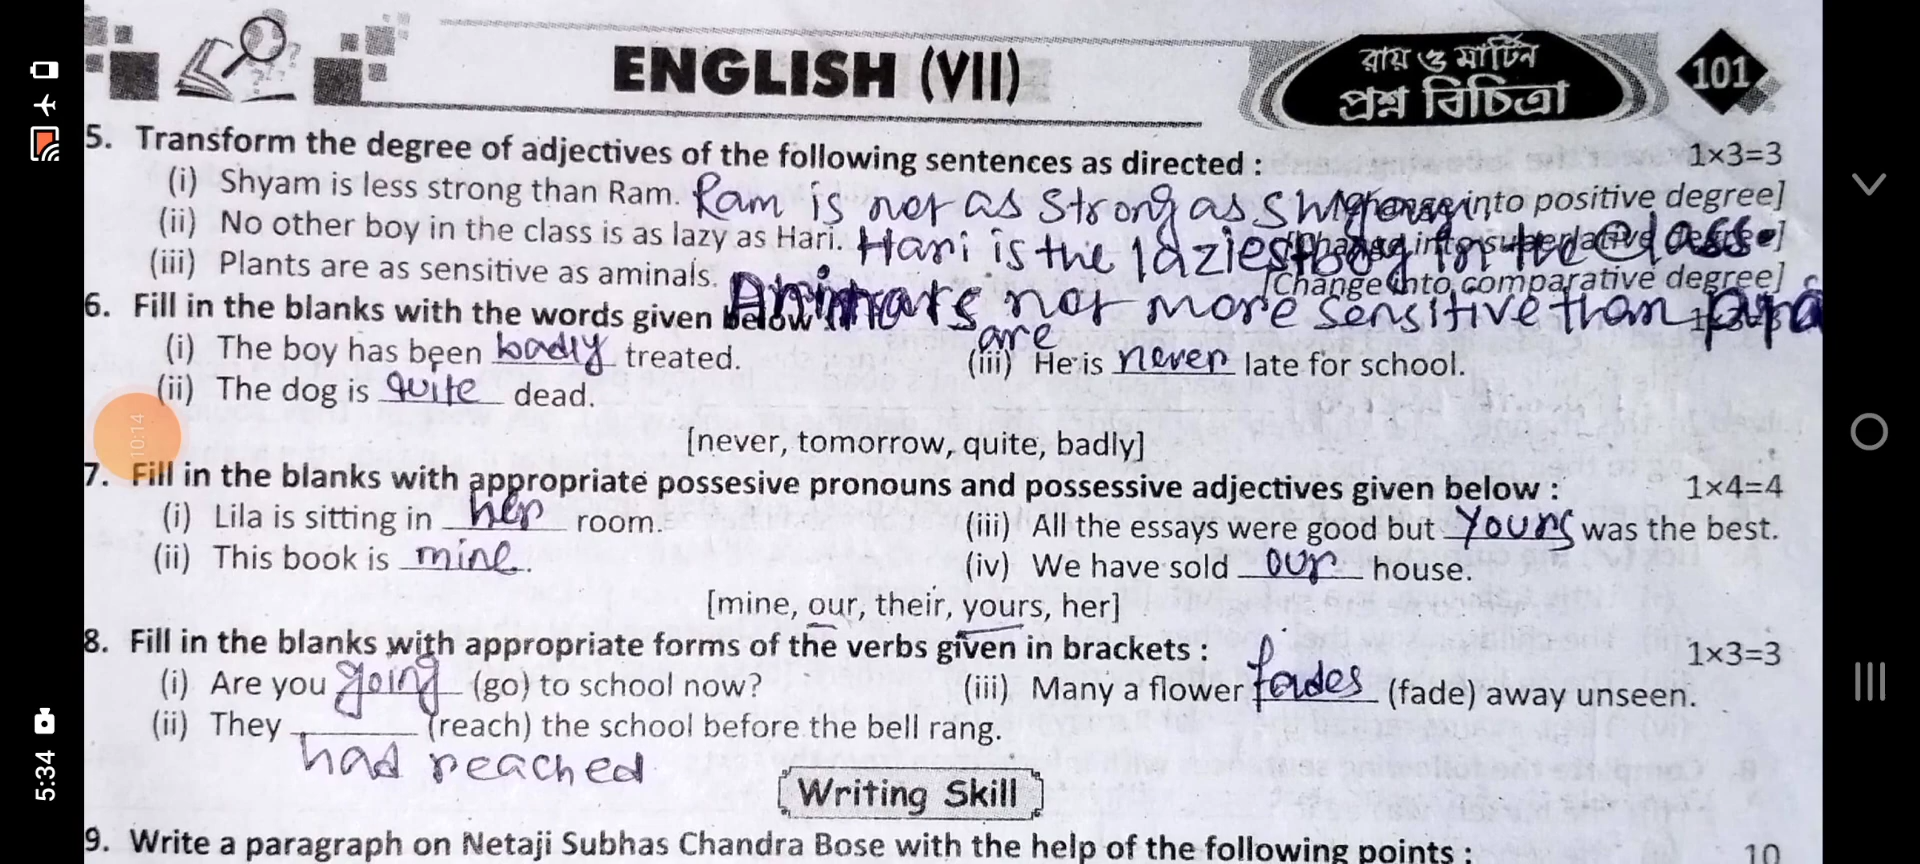 ENGLISH (VII)
রায় ও মার্টিন
প্রশ্ন বিচিত্রা
101
5. Transform the degree of adjectives of the following sentences as directed : 1×3=3
(i) Shyam is less strong than Ram. Ram is not as strong as into positive degree]
(ii) No other boy in the class is as lazy as Hari. Hari is the laziest boy in the class.
(iii) Plants are as sensitive as aminals. [Change into comparative degree]
6. Fill in the blanks with the words given below Animals not more sensitive than
are
(i) The boy has been badly treated. (iii) He is never late for school.
(ii) The dog is quite dead.
10:14
[never, tomorrow, quite, badly]
7. Fill in the blanks with appropriate possesive pronouns and possessive adjectives given below : 1×4=4
(i) Lila is sitting in her room. (iii) All the essays were good but yours was the best.
(ii) This book is mine. (iv) We have sold our house.
[mine, our, their, yours, her]
8. Fill in the blanks with appropriate forms of the verbs given in brackets : 1×3=3
(i) Are you going (go) to school now? (iii) Many a flower fades (fade) away unseen.
(ii) They (reach) the school before the bell rang.
had reached
Writing Skill
9. Write a paragraph on Netaji Subhas Chandra Bose with the help of the following points : 10
5:34